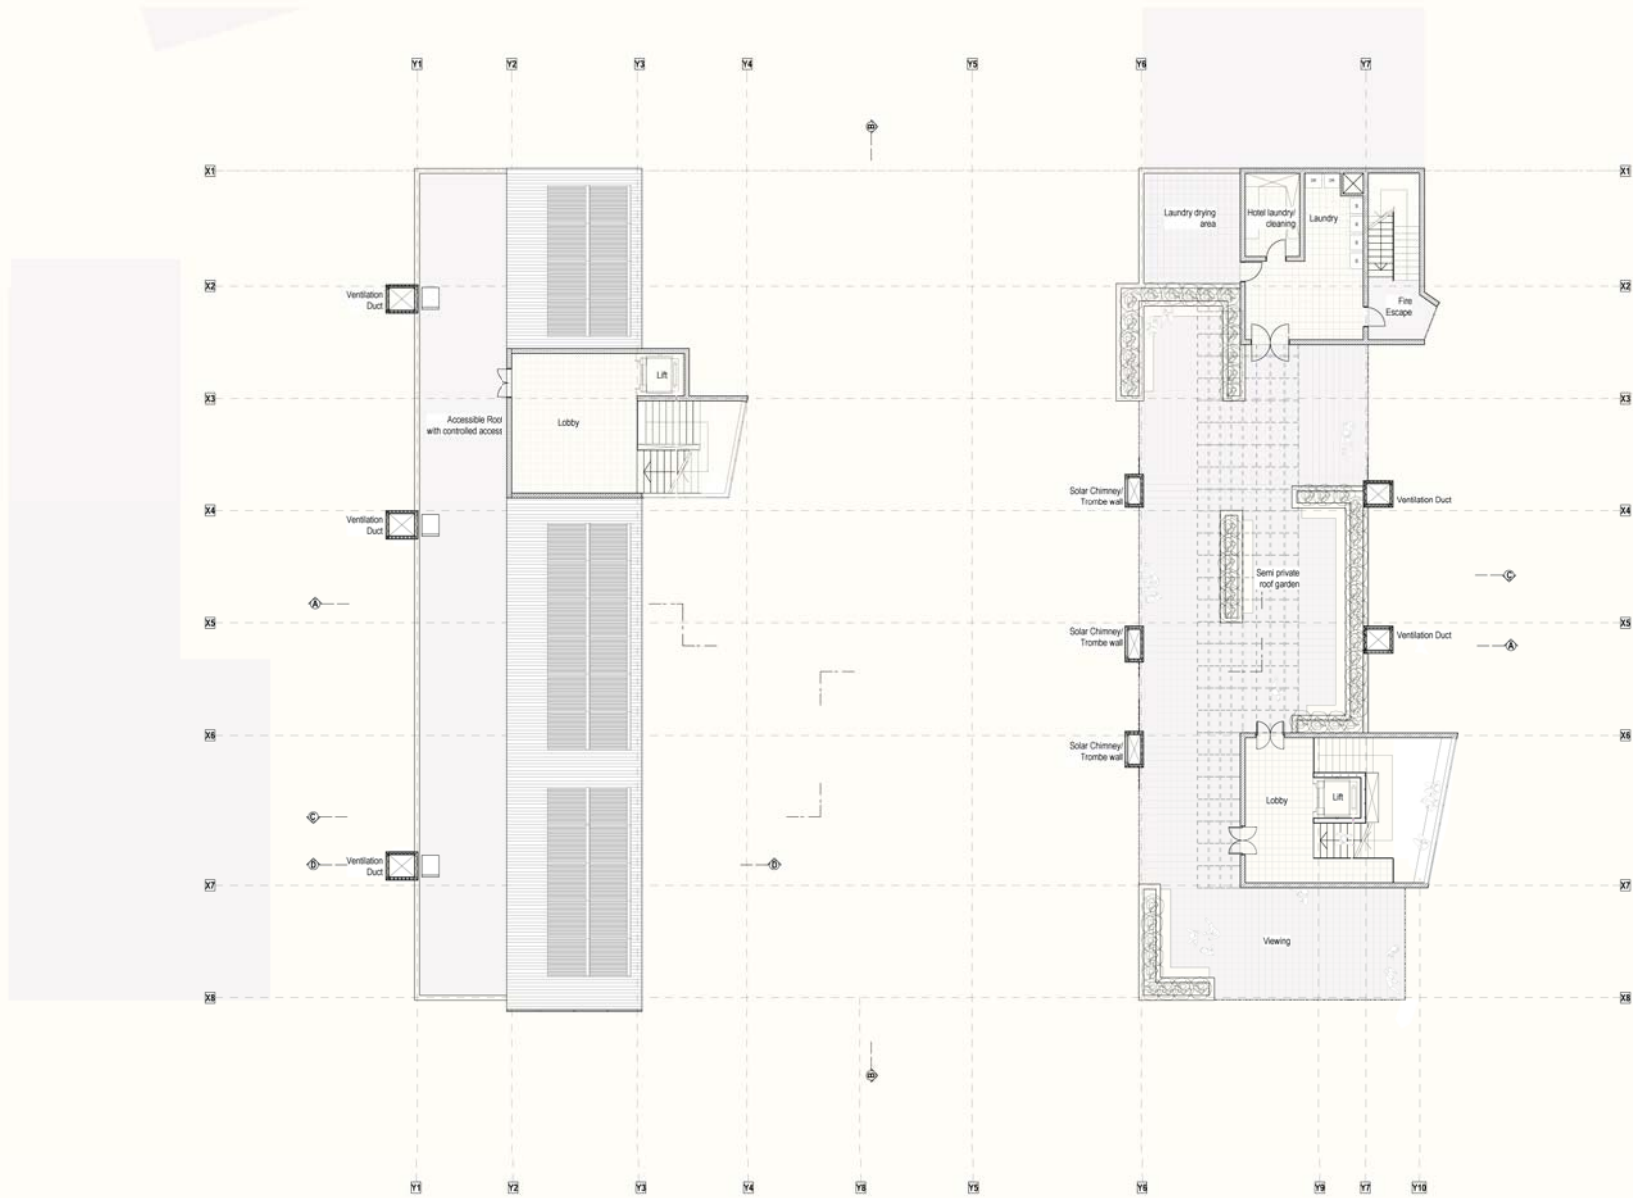 Y1 Y2 Y3 Y4 Y5 Y6 Y7
B
X1 X1
Laundry drying
area
Hotel laundry/
cleaning
Laundry
X2 X2
Ventilation
Duct
Fire
Escape
Lift
X3 X3
Accessible Roof
with controlled access
Lobby
Solar Chimney/
Trombe wall
Ventilation Duct
X4 X4
Ventilation
Duct
Semi private
roof garden
C
A
X5 X5
Solar Chimney/
Trombe wall
Ventilation Duct
A
X6 X6
Solar Chimney/
Trombe wall
Lobby
Lift
C
D
Ventilation
Duct
D
X7 X7
Viewing
X8 X8
B
Y1 Y2 Y3 Y4 Y8 Y5 Y6 Y9 Y7 Y10